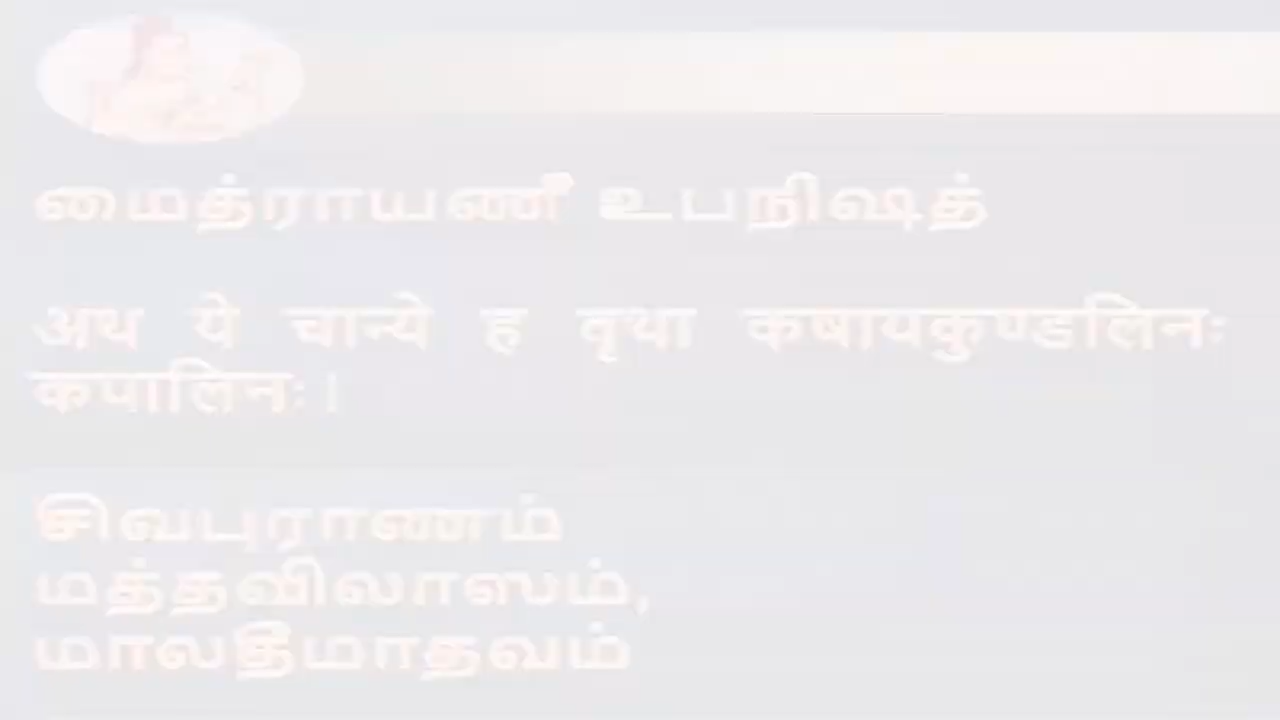 மைத்ராயணீ உபநிஷத்
अथ ये चान्ये ह वृथा कषायकुण्डलिनः
कपालिनः।
சிவபுராணம்
மத்தவிலாஸம்,
மாலதீமாதவம்